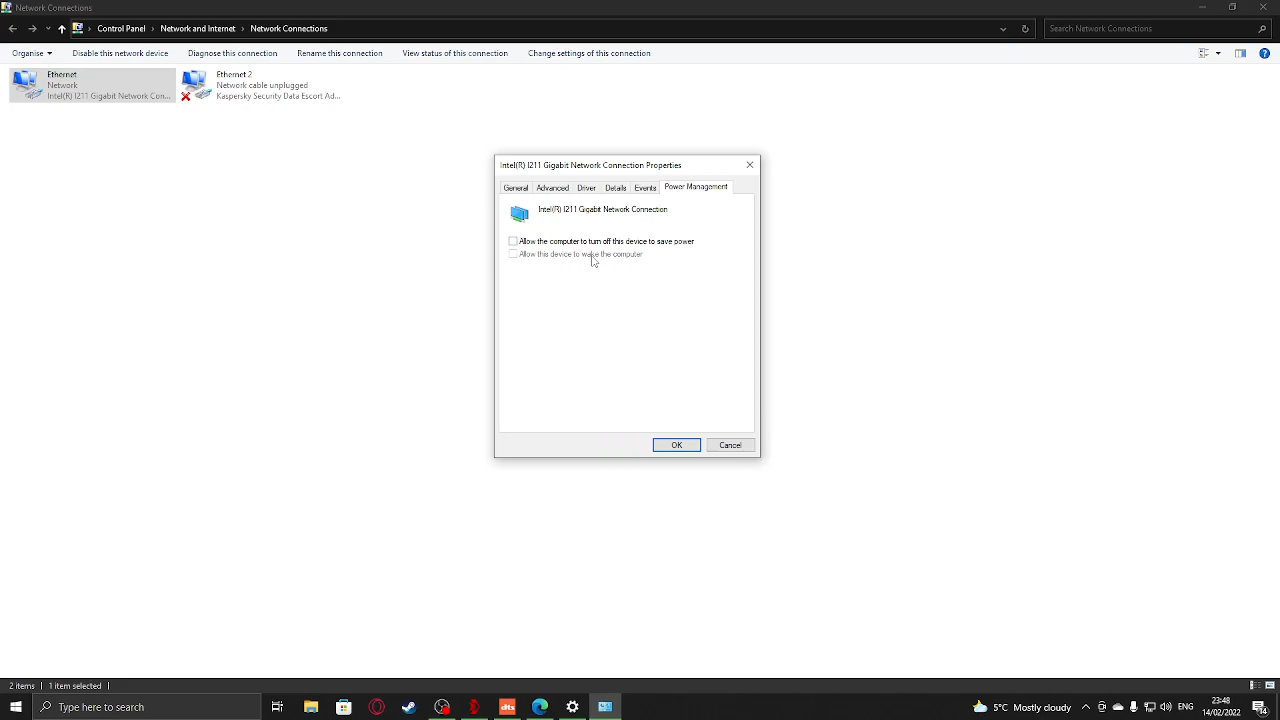 Network Connections
Control Panel > Network and Internet > Network Connections
Search Network Connections
Organise Disable this network device Diagnose this connection Rename this connection View status of this connection Change settings of this connection
Ethernet
Network
Intel(R) I211 Gigabit Network Con...
Ethernet 2
Network cable unplugged
Kaspersky Security Data Escort Ad...
Intel(R) I211 Gigabit Network Connection Properties
General Advanced Driver Details Events Power Management
Intel(R) I211 Gigabit Network Connection
Allow the computer to turn off this device to save power
Allow this device to wake the computer
OK Cancel
2 items 1 item selected
Type here to search
dts
5°C Mostly cloudy
ENG
23:48
14/02/2022